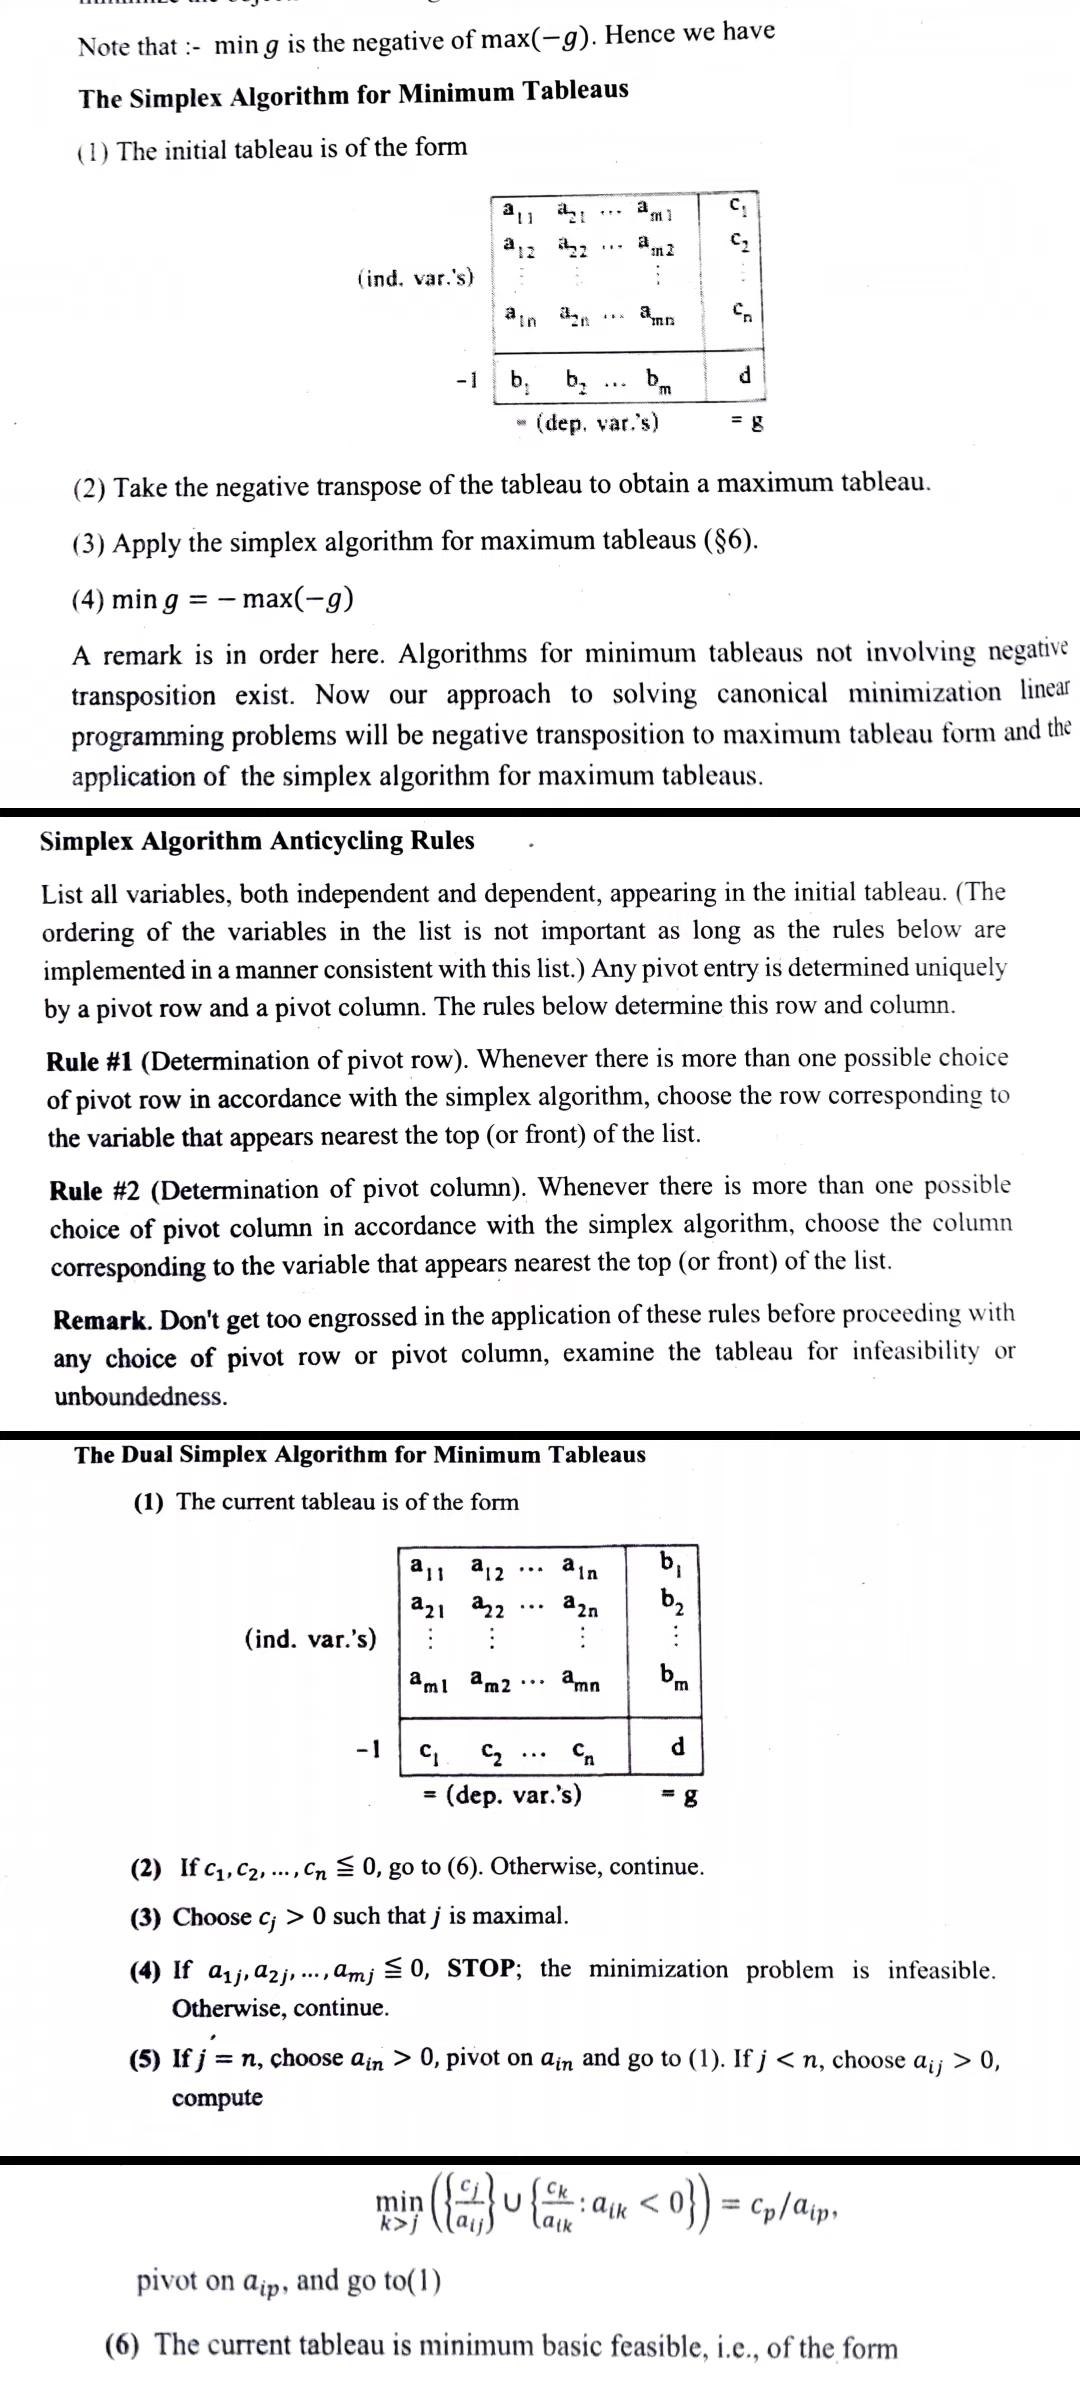 Note that :- min g is the negative of max(−g). Hence we have
The Simplex Algorithm for Minimum Tableaus
(1) The initial tableau is of the form
a₁₁ a₂₁ ... aₘ₁ c₁
a₁₂ a₂₂ ... aₘ₂ c₂
(ind. var.'s) ⋮ ⋮ ⋮ ⋮
a₁ₙ a₂ₙ ... aₘₙ cₙ
-1 b₁ b₂ ... bₘ d
= (dep. var.'s) = g
(2) Take the negative transpose of the tableau to obtain a maximum tableau.
(3) Apply the simplex algorithm for maximum tableaus (§6).
(4) min g = − max(−g)
A remark is in order here. Algorithms for minimum tableaus not involving negative
transposition exist. Now our approach to solving canonical minimization linear
programming problems will be negative transposition to maximum tableau form and the
application of the simplex algorithm for maximum tableaus.
Simplex Algorithm Anticycling Rules
List all variables, both independent and dependent, appearing in the initial tableau. (The
ordering of the variables in the list is not important as long as the rules below are
implemented in a manner consistent with this list.) Any pivot entry is determined uniquely
by a pivot row and a pivot column. The rules below determine this row and column.
Rule #1 (Determination of pivot row). Whenever there is more than one possible choice
of pivot row in accordance with the simplex algorithm, choose the row corresponding to
the variable that appears nearest the top (or front) of the list.
Rule #2 (Determination of pivot column). Whenever there is more than one possible
choice of pivot column in accordance with the simplex algorithm, choose the column
corresponding to the variable that appears nearest the top (or front) of the list.
Remark. Don't get too engrossed in the application of these rules before proceeding with
any choice of pivot row or pivot column, examine the tableau for infeasibility or
unboundedness.
The Dual Simplex Algorithm for Minimum Tableaus
(1) The current tableau is of the form
a₁₁ a₁₂ ... a₁ₙ b₁
a₂₁ a₂₂ ... a₂ₙ b₂
(ind. var.'s) ⋮ ⋮ ⋮ ⋮
aₘ₁ aₘ₂ ... aₘₙ bₘ
-1 c₁ c₂ ... cₙ d
= (dep. var.'s) = g
(2) If c₁, c₂, ..., cₙ ≦ 0, go to (6). Otherwise, continue.
(3) Choose cⱼ > 0 such that j is maximal.
(4) If a₁ⱼ, a₂ⱼ, ..., aₘⱼ ≦ 0, STOP; the minimization problem is infeasible.
Otherwise, continue.
(5) If j = n, choose aᵢₙ > 0, pivot on aᵢₙ and go to (1). If j < n, choose aᵢⱼ > 0,
compute
min k>j ({cⱼ/aᵢⱼ} ∪ {cₖ/aᵢₖ : aᵢₖ < 0}) = cₚ/aᵢₚ,
pivot on aᵢₚ, and go to(1)
(6) The current tableau is minimum basic feasible, i.e., of the form